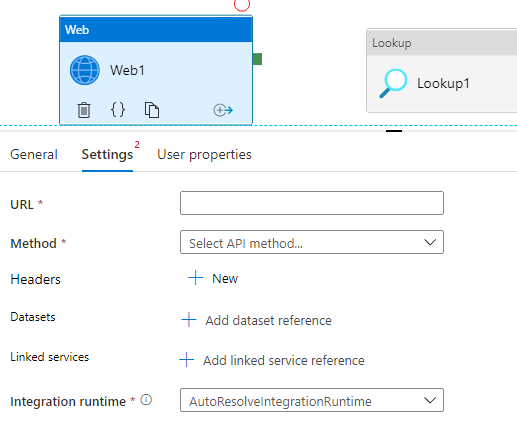 Web
Lookup
Web1
Lookup1
{}
General
Settings 2
User properties
URL *
Method *
Select API method...
Headers
New
Datasets
Add dataset reference
Linked services
Add linked service reference
Integration runtime *
AutoResolveIntegrationRuntime